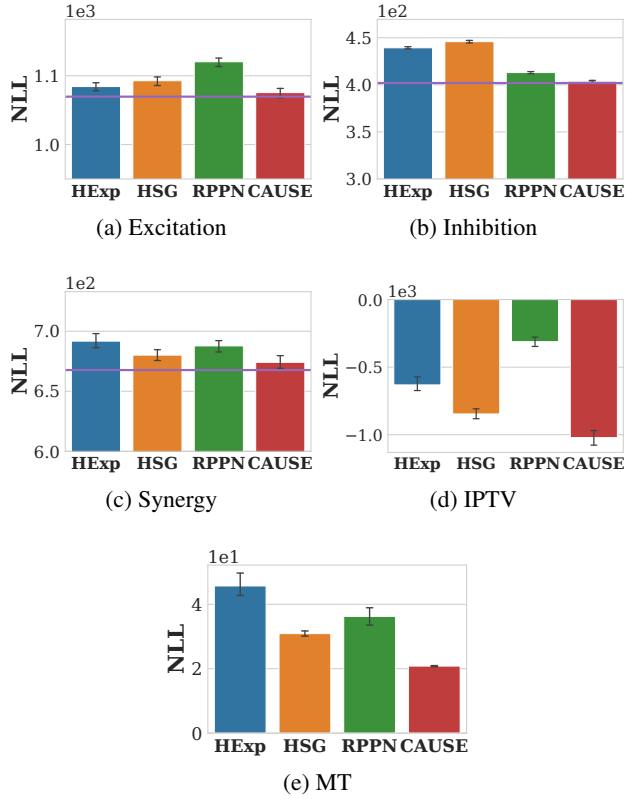 1e3
NLL
1.1
1.0
HExp HSG RPPN CAUSE
(a) Excitation
1e2
NLL
4.5
4.0
3.5
3.0
HExp HSG RPPN CAUSE
(b) Inhibition
1e2
NLL
7.0
6.5
6.0
HExp HSG RPPN CAUSE
(c) Synergy
1e3
NLL
0.0
−0.5
−1.0
HExp HSG RPPN CAUSE
(d) IPTV
1e1
NLL
4
2
0
HExp HSG RPPN CAUSE
(e) MT